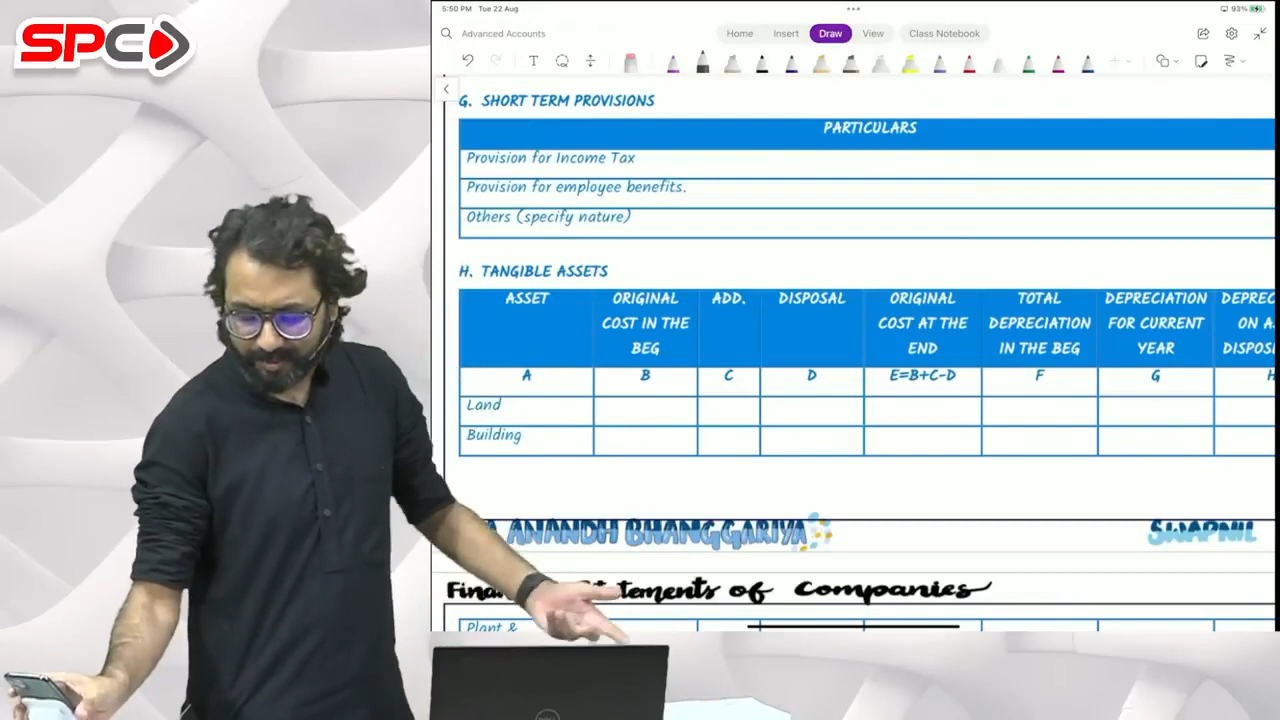 SPC
5:50 PM Tue 22 Aug
93%
Advanced Accounts
Home Insert Draw View Class Notebook
G. SHORT TERM PROVISIONS
PARTICULARS
Provision for Income Tax
Provision for employee benefits.
Others (specify nature)
H. TANGIBLE ASSETS
ASSET ORIGINAL COST IN THE BEG ADD. DISPOSAL ORIGINAL COST AT THE END TOTAL DEPRECIATION IN THE BEG DEPRECIATION FOR CURRENT YEAR
A B C D E=B+C-D F G H
Land
Building
ANANDH BHANGGARIYA SWAPNIL
of Companies
Plant &